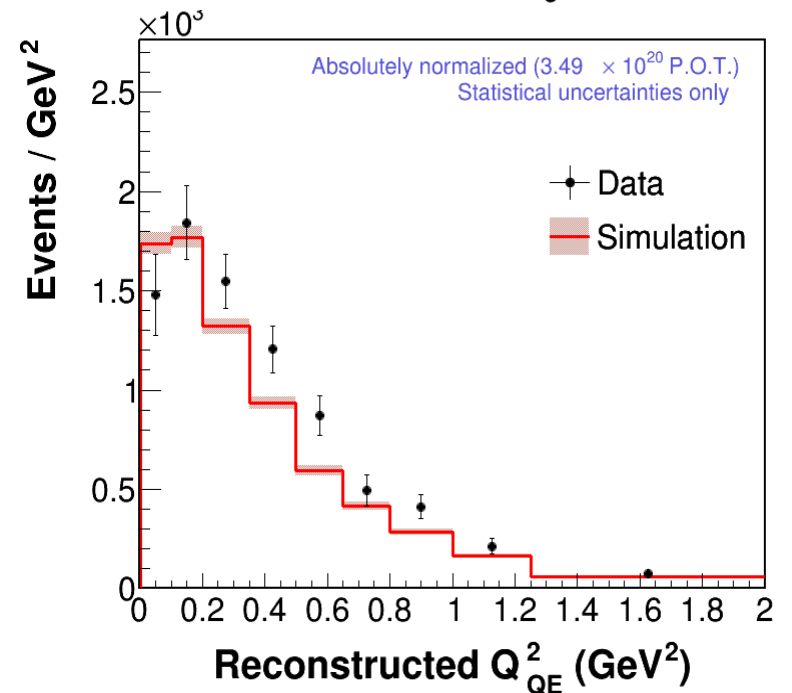 ×10³
Events / GeV²
Absolutely normalized (3.49 × 10²⁰ P.O.T.)
Statistical uncertainties only
2.5
2
Data
Simulation
1.5
1
0.5
0
0 0.2 0.4 0.6 0.8 1 1.2 1.4 1.6 1.8 2
Reconstructed Q²_QE (GeV²)